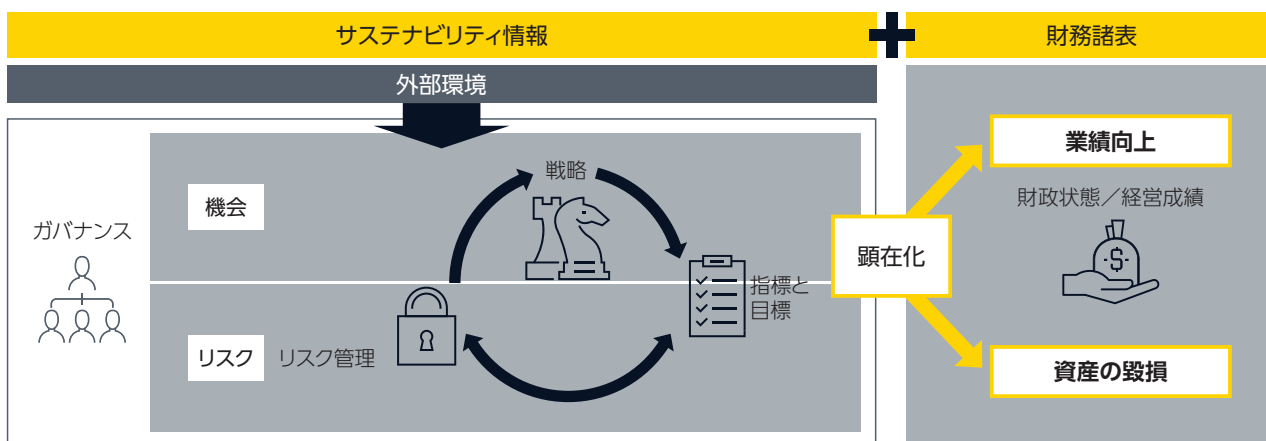 サステナビリティ情報
財務諸表
外部環境
ガバナンス
機会
戦略
リスク
リスク管理
指標と
目標
顕在化
業績向上
財政状態／経営成績
$
資産の毀損